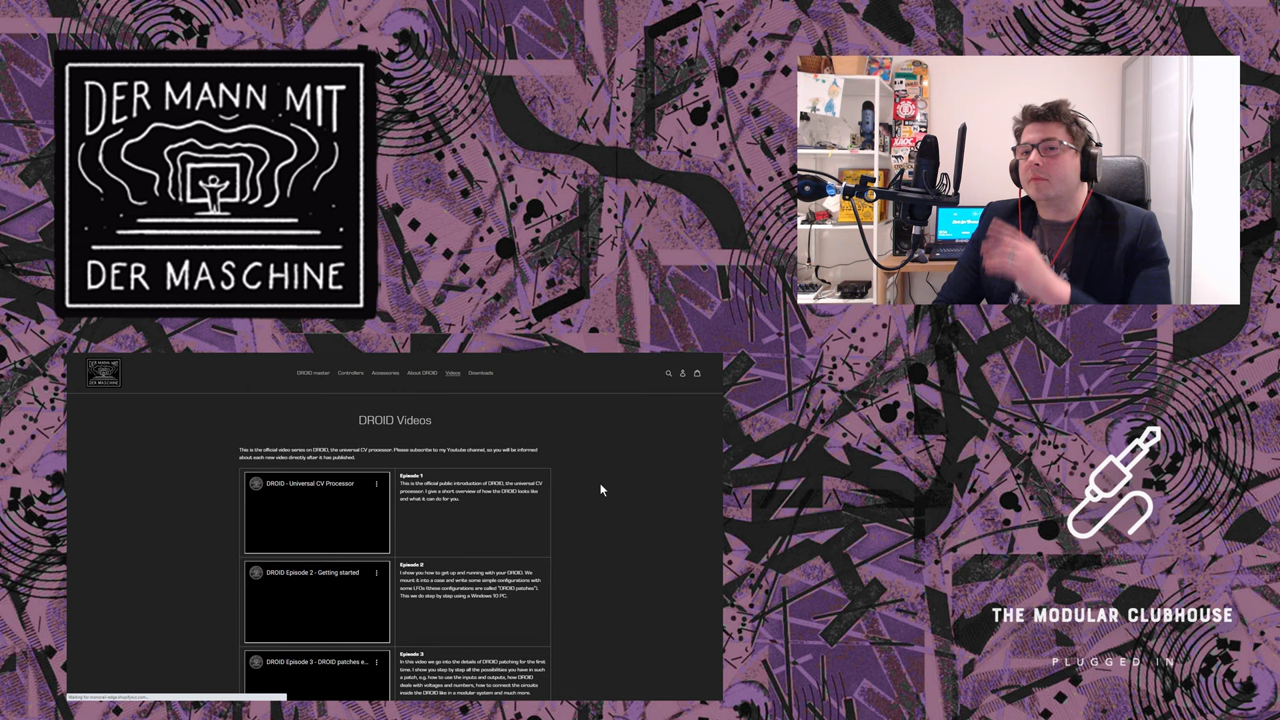 DER MANN MIT
DER MASCHINE
XAOC
DER MANN MIT
DER MASCHINE
DROID master Controllers Accessories About DROID Videos Downloads
DROID Videos
This is the official video series on DROID, the universal CV processor. Please subscribe to my Youtube channel, so you will be informed
about each new video directly after it has published.
DROID - Universal CV Processor
Episode 1
This is the official public introduction of DROID, the universal CV
processor. I give a short overview of how the DROID looks like
and what it can do for you.
DROID Episode 2 - Getting started
Episode 2
I show you how to get up and running with your DROID. We
mount it into a case and write some simple configurations with
some LFOs (these configurations are called "DROID patches").
This we do step by step using a Windows 10 PC.
DROID Episode 3 - DROID patches e...
Episode 3
In this video we go into the details of DROID patching for the first
time. I show you step by step all the possibilities you have in such
a patch, e.g. how to use the inputs and outputs, how DROID
deals with voltages and numbers, how to connect the circuits
inside the DROID like in a modular system and much more.
THE MODULAR CLUBHOUSE
PLUGGED IN